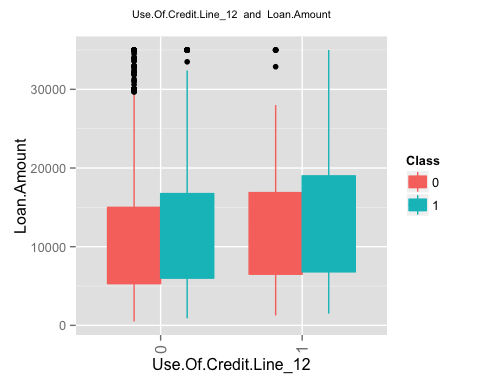 Use.Of.Credit.Line_12 and Loan.Amount
Loan.Amount
30000
20000
10000
0
0
1
Use.Of.Credit.Line_12
Class
0
1